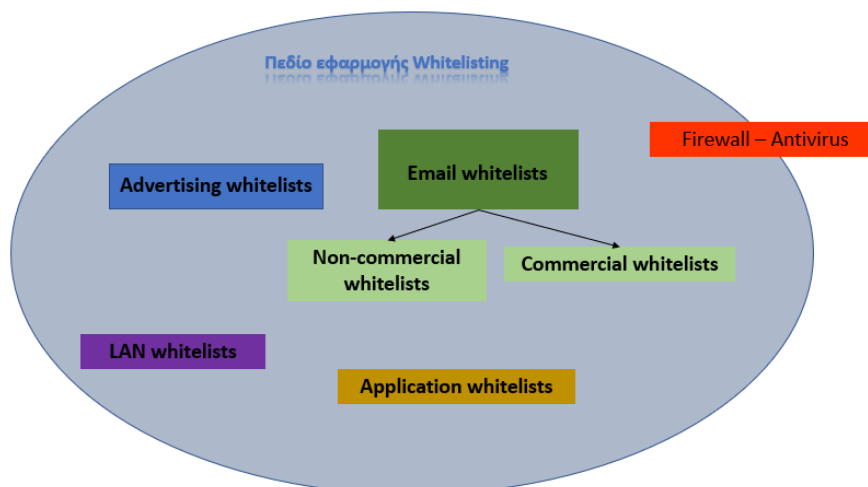 Πεδίο εφαρμογής Whitelisting
Firewall – Antivirus
Email whitelists
Advertising whitelists
Non-commercial
whitelists
Commercial whitelists
LAN whitelists
Application whitelists